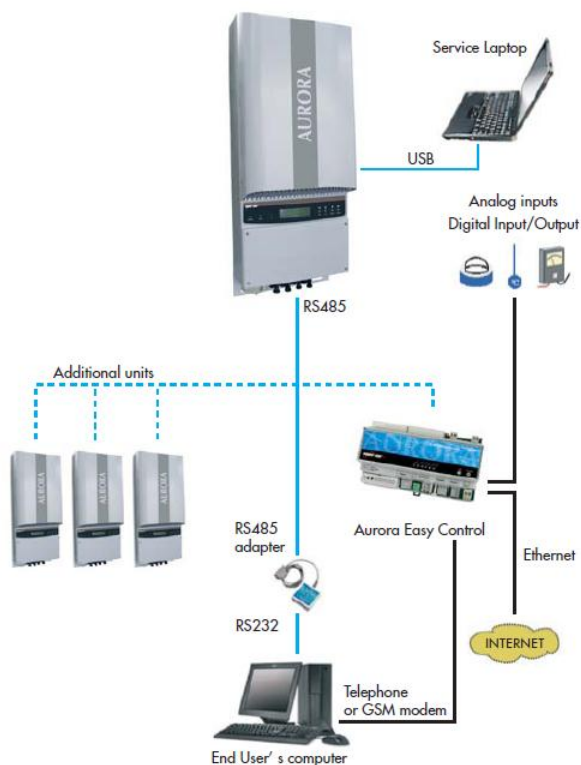 Service Laptop
AURORA
USB
Analog inputs
Digital Input/Output
RS485
Additional units
AURORA
AURORA
AURORA
AURORA
RS485
adapter
Aurora Easy Control
Ethernet
RS232
INTERNET
Telephone
or GSM modem
End User' s computer